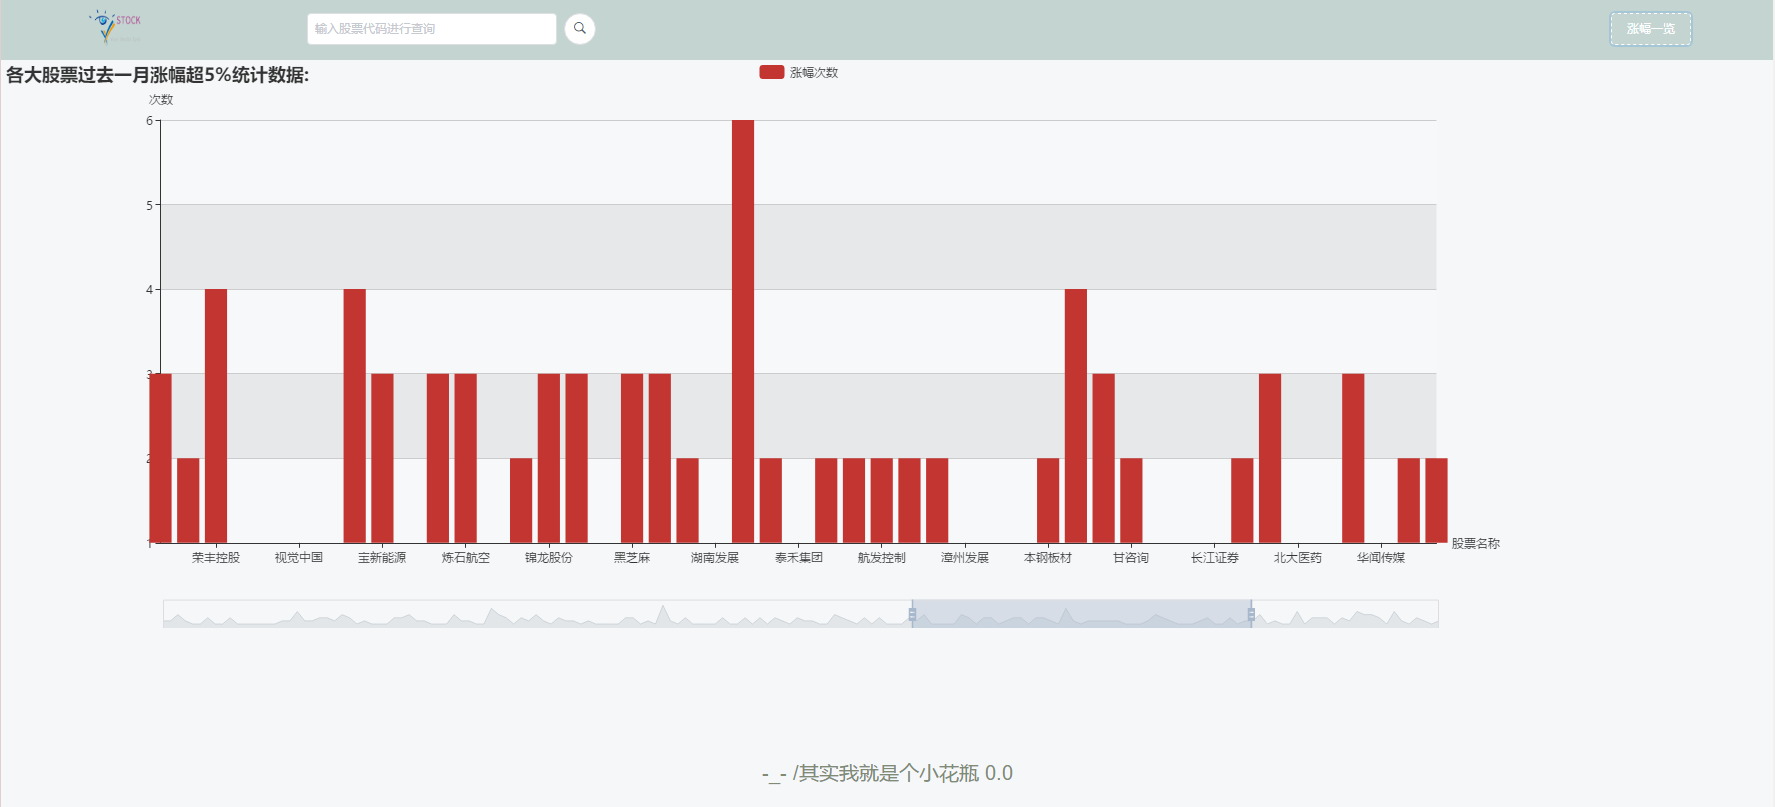 STOCK
输入股票代码进行查询
涨幅一览
各大股票过去一月涨幅超5%统计数据:
涨幅次数
次数
6
5
4
3
2
荣丰控股 视觉中国 宝新能源 炼石航空 锦龙股份 黑芝麻 湖南发展 泰禾集团 航发控制 漳州发展 本钢板材 甘咨询 长江证券 北大医药 华闻传媒
股票名称
-_- /其实我就是个小花瓶 0.0